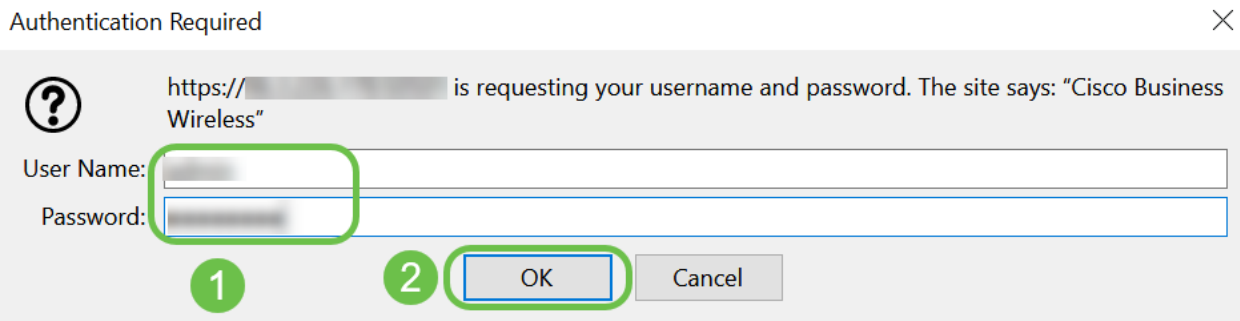 Authentication Required
https:// is requesting your username and password. The site says: “Cisco Business
Wireless”
User Name:
Password:
1
2
OK
Cancel